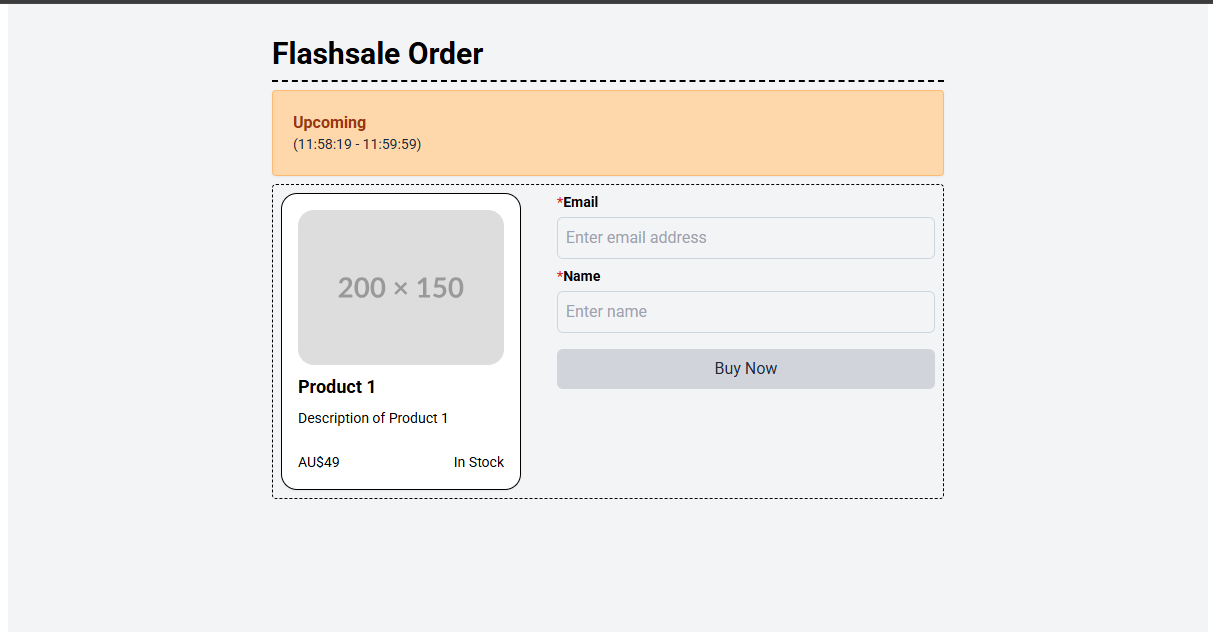 Flashsale Order
Upcoming
(11:58:19 - 11:59:59)
200 × 150
Product 1
Description of Product 1
AU$49 In Stock
*Email
Enter email address
*Name
Enter name
Buy Now